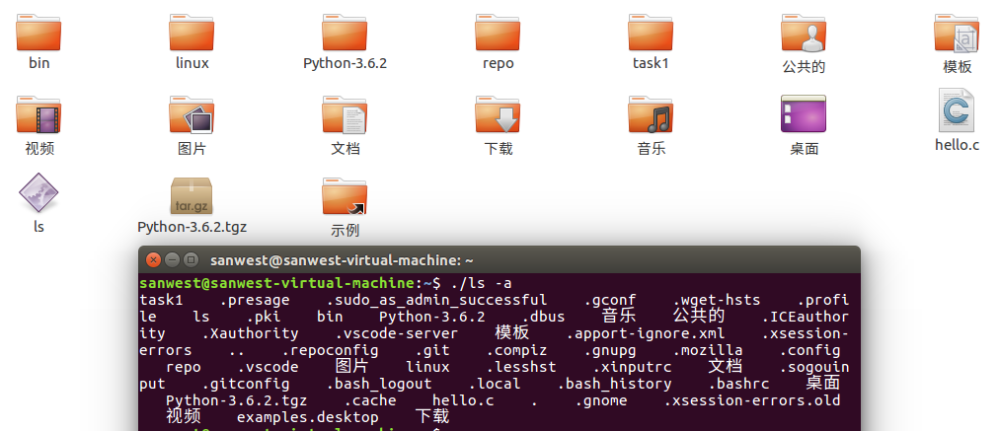 bin linux Python-3.6.2 repo task1 公共的 模板
视频 图片 文档 下载 音乐 桌面 hello.c
ls tar.gz Python-3.6.2.tgz 示例
sanwest@sanwest-virtual-machine: ~
sanwest@sanwest-virtual-machine:~$ ./ls -a
task1 .presage .sudo_as_admin_successful .gconf .wget-hsts .profi
le ls .pki bin Python-3.6.2 .dbus 音乐 公共的 .ICEauthor
ity .Xauthority .vscode-server 模板 .apport-ignore.xml .xsession-
errors .. .repoconfig .git .compiz .gnupg .mozilla .config
repo .vscode 图片 linux .lesshst .xinputrc 文档 .sogouin
put .gitconfig .bash_logout .local .bash_history .bashrc 桌面
Python-3.6.2.tgz .cache hello.c . .gnome .xsession-errors.old
视频 examples.desktop 下载